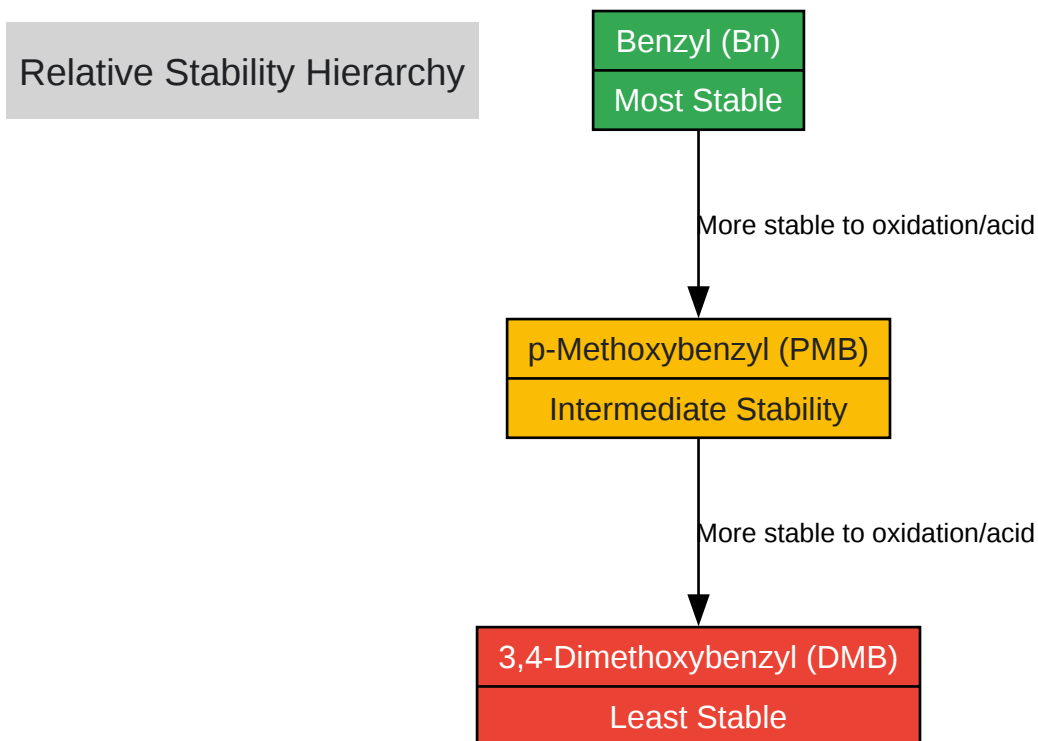 Relative Stability Hierarchy
Benzyl (Bn)
Most Stable
More stable to oxidation/acid
p-Methoxybenzyl (PMB)
Intermediate Stability
More stable to oxidation/acid
3,4-Dimethoxybenzyl (DMB)
Least Stable